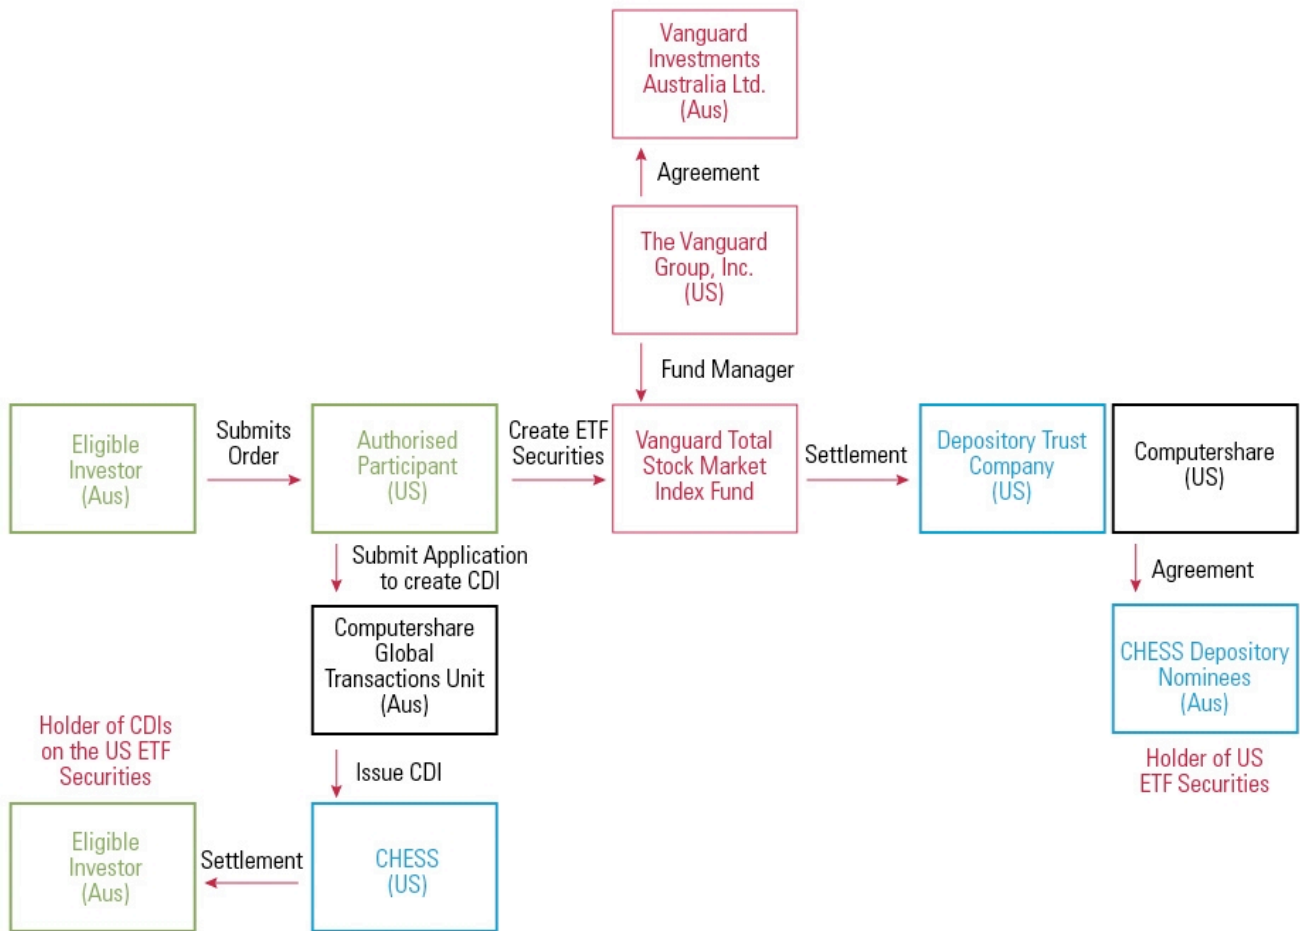 Vanguard
Investments
Australia Ltd.
(Aus)
Agreement
The Vanguard
Group, Inc.
(US)
Fund Manager
Eligible
Investor
(Aus)
Submits
Order
Authorised
Participant
(US)
Create ETF
Securities
Vanguard Total
Stock Market
Index Fund
Settlement
Depository Trust
Company
(US)
Computershare
(US)
Submit Application
to create CDI
Agreement
Computershare
Global
Transactions Unit
(Aus)
CHESS Depository
Nominees
(Aus)
Holder of CDIs
on the US ETF
Securities
Issue CDI
Holder of US
ETF Securities
Eligible
Investor
(Aus)
Settlement
CHESS
(US)